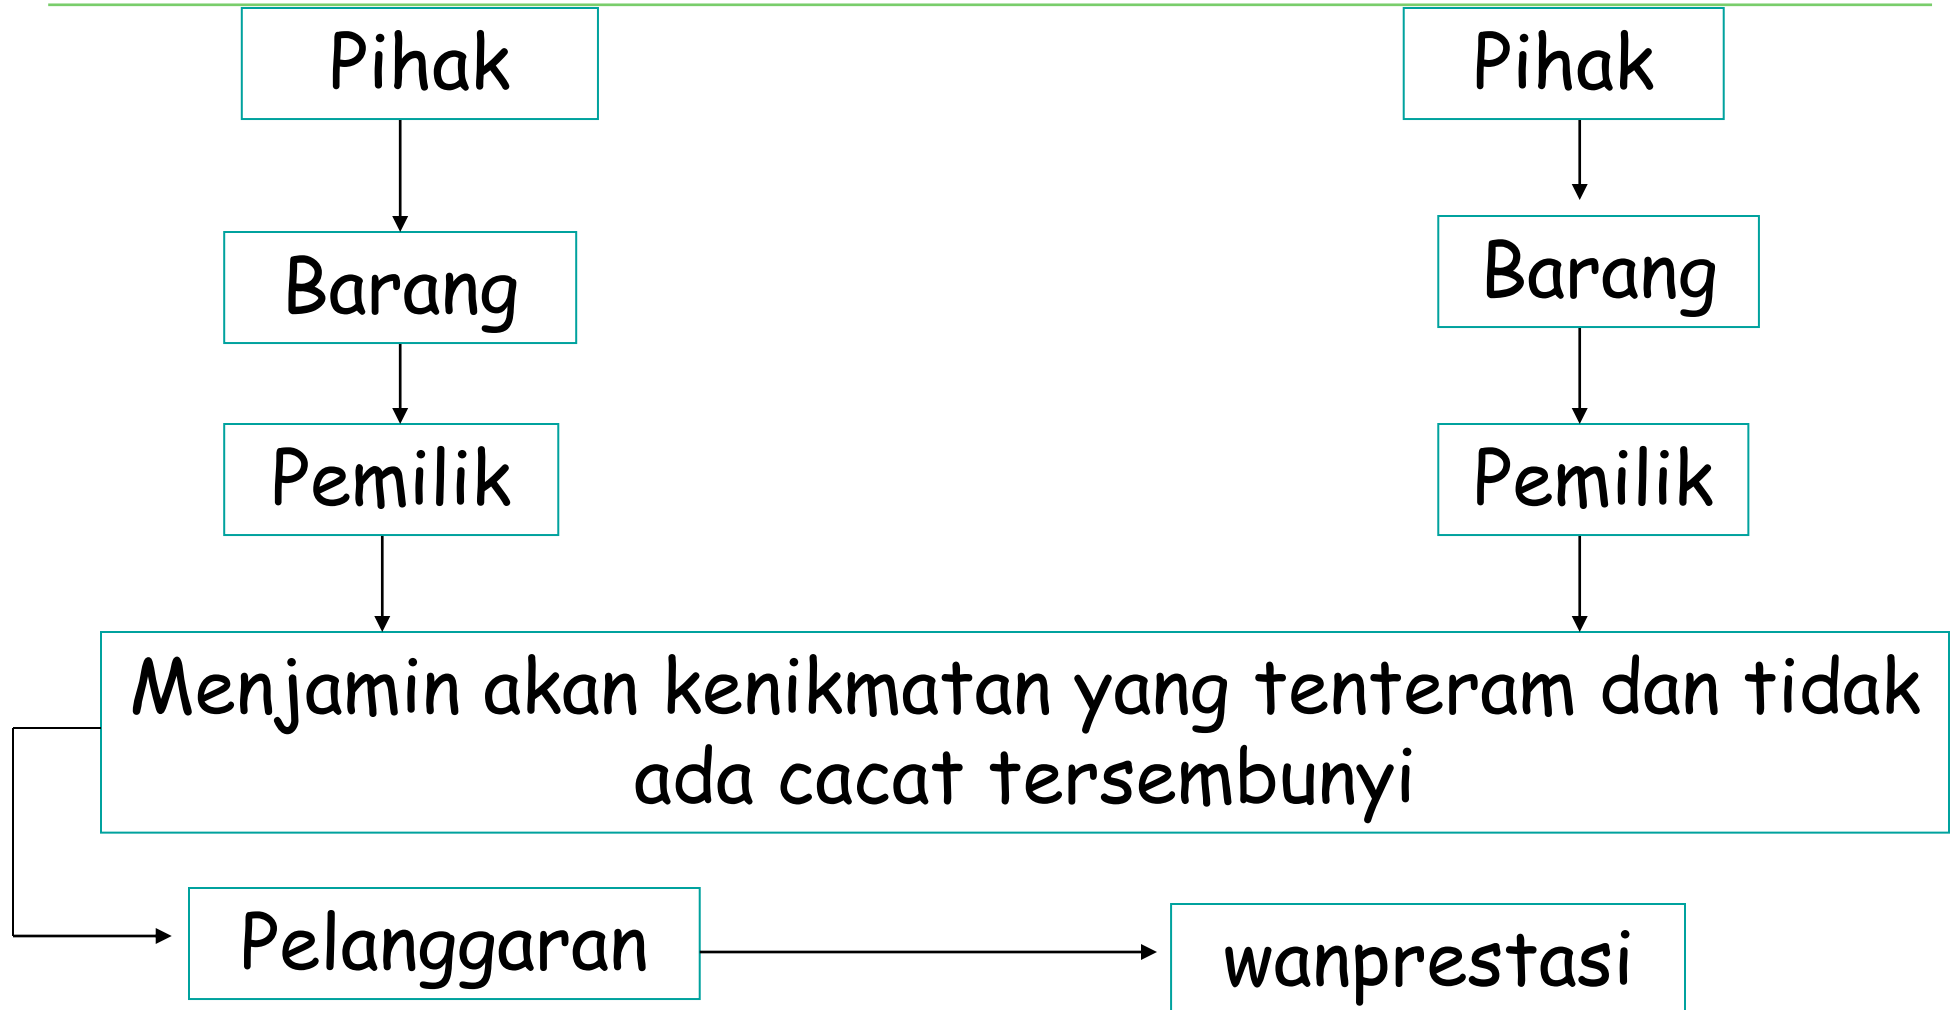 Pihak
Pihak
Barang
Barang
Pemilik
Pemilik
Menjamin akan kenikmatan yang tenteram dan tidak
ada cacat tersembunyi
Pelanggaran
wanprestasi